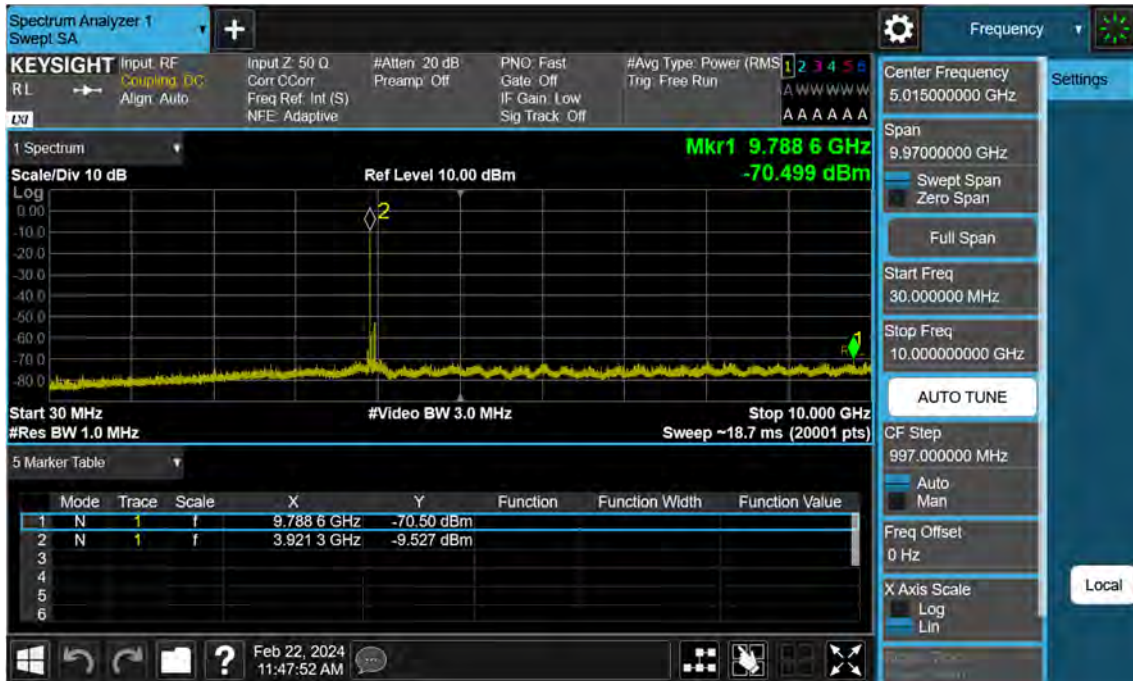 Spectrum Analyzer 1
Swept SA
+
Frequency
KEYSIGHT
RL
LXI
Input: RF
Coupling: DC
Align: Auto
Input Z: 50 Ω
Corr CCorr
Freq Ref: Int (S)
NFE: Adaptive
#Atten: 20 dB
Preamp: Off
PNO: Fast
Gate: Off
IF Gain: Low
Sig Track: Off
#Avg Type: Power (RMS
Trig: Free Run
1 2 3 4 5 6
A W W W W W
A A A A A A
Center Frequency
5.015000000 GHz
Settings
1 Spectrum
Mkr1 9.788 6 GHz
Scale/Div 10 dB
Ref Level 10.00 dBm
-70.499 dBm
Log
0.00
-10.0
-20.0
-30.0
-40.0
-50.0
-60.0
-70.0
-80.0
2
1
Start 30 MHz
#Video BW 3.0 MHz
Stop 10.000 GHz
#Res BW 1.0 MHz
Sweep ~18.7 ms (20001 pts)
Span
9.97000000 GHz
Swept Span
Zero Span
Full Span
Start Freq
30.000000 MHz
Stop Freq
10.000000000 GHz
AUTO TUNE
CF Step
997.000000 MHz
Auto
Man
Freq Offset
0 Hz
X Axis Scale
Log
Lin
Local
5 Marker Table
Mode Trace Scale X Y Function Function Width Function Value
1 N 1 f 9.788 6 GHz -70.50 dBm
2 N 1 f 3.921 3 GHz -9.527 dBm
3
4
5
6
?
Feb 22, 2024
11:47:52 AM